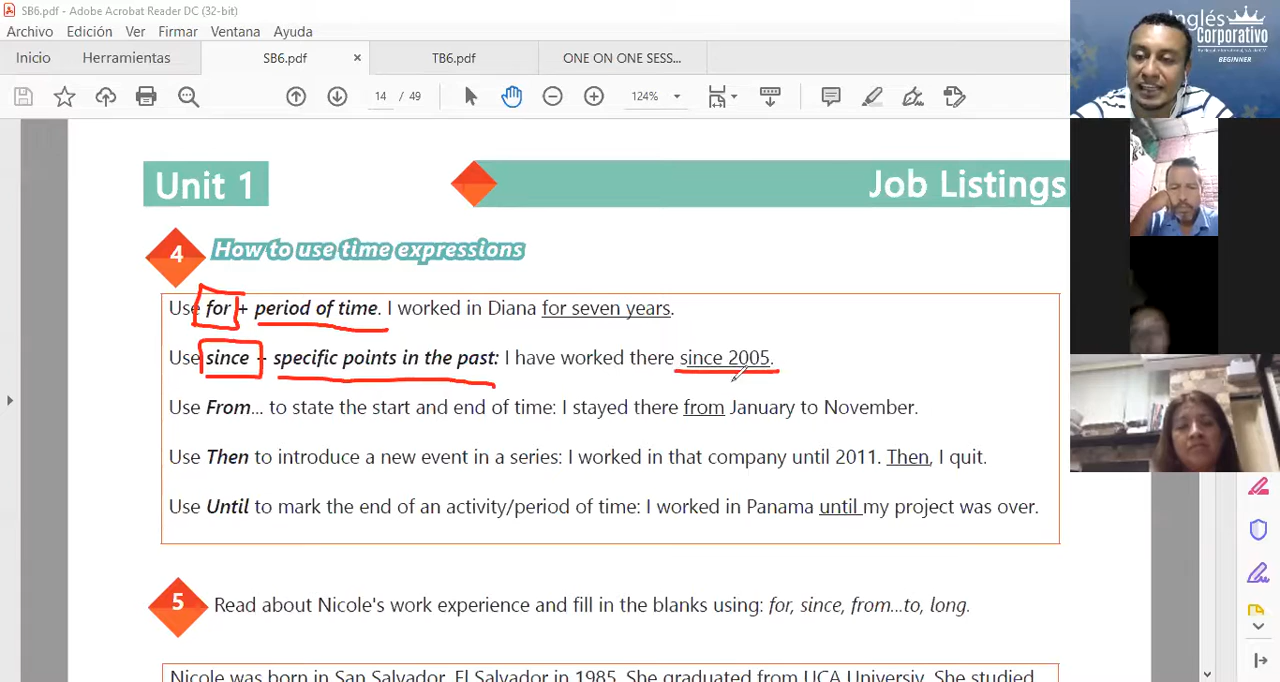 SB6.pdf - Adobe Acrobat Reader DC (32-bit)
Archivo Edición Ver Firmar Ventana Ayuda
Inicio Herramientas SB6.pdf × TB6.pdf ONE ON ONE SESS...
14 / 49 124%
Inglés
Corporativo
BEGINNER
Unit 1
Job Listings
4 How to use time expressions
Use for + period of time. I worked in Diana for seven years.
Use since + specific points in the past: I have worked there since 2005.
Use From... to state the start and end of time: I stayed there from January to November.
Use Then to introduce a new event in a series: I worked in that company until 2011. Then, I quit.
Use Until to mark the end of an activity/period of time: I worked in Panama until my project was over.
5 Read about Nicole's work experience and fill in the blanks using: for, since, from...to, long.
Nicole was born in San Salvador, El Salvador in 1985. She graduated from UCA Universiy. She studied